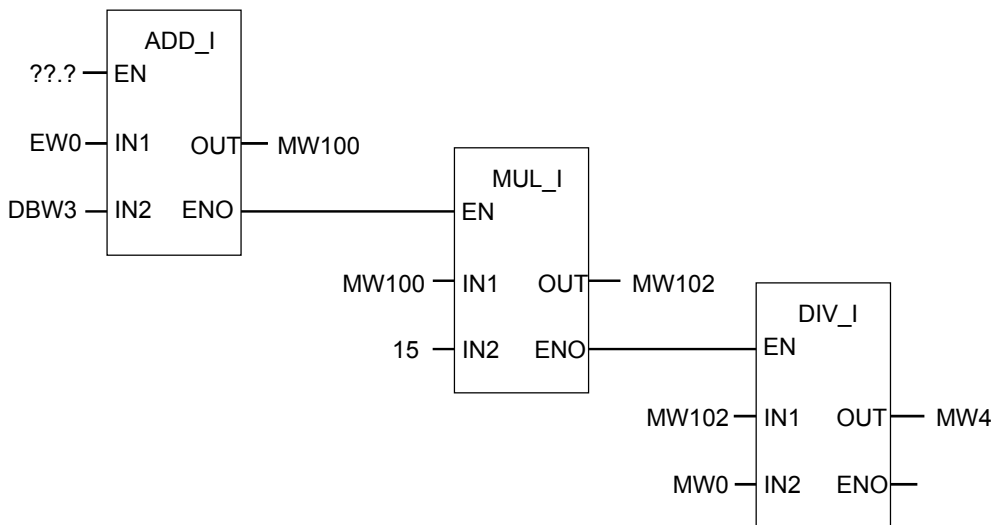 ADD_I
??.? EN
EW0 IN1 OUT MW100
DBW3 IN2 ENO
MUL_I
EN
MW100 IN1 OUT MW102
15 IN2 ENO
DIV_I
EN
MW102 IN1 OUT MW4
MW0 IN2 ENO